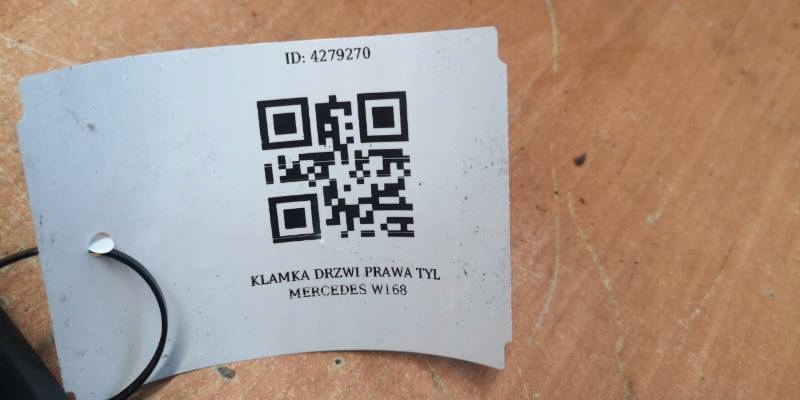 ID: 4279270
KLAMKA DRZWI PRAWA TYL
MERCEDES W168